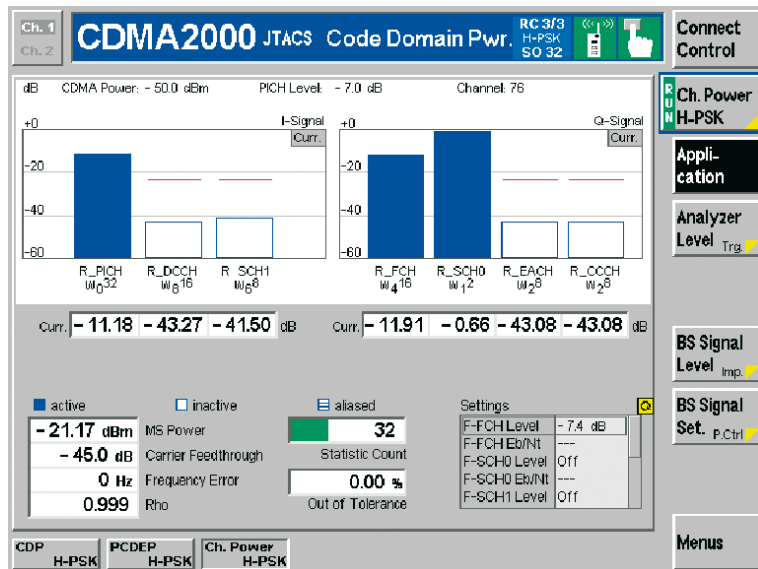 Ch. 1
Ch. 2
CDMA2000 JTACS Code Domain Pwr.
RC 3/3
H-PSK
SO 32
Connect
Control
dB CDMA Power: - 50.0 dBm PICH Level: - 7.0 dB Channel: 76
RUN
Ch. Power
H-PSK
+0 I-Signal
Curr.
-20
-40
-60
R_PICH R_DCCH R_SCH1
W0 32 W8 16 W6 8
+0 Q-Signal
Curr.
-20
-40
-60
R_FCH R_SCH0 R_EACH R_CCCH
W4 16 W1 2 W2 8 W2 8
Appli-
cation
Analyzer
Level Trg.
Curr. - 11.18 - 43.27 - 41.50 dB
Curr. - 11.91 - 0.66 - 43.08 - 43.08 dB
BS Signal
Level Imp.
active inactive aliased
- 21.17 dBm MS Power
- 45.0 dB Carrier Feedthrough
0 Hz Frequency Error
0.999 Rho
32
Statistic Count
0.00 %
Out of Tolerance
Settings
F-FCH Level - 7.4 dB
F-FCH Eb/Nt ---
F-SCH0 Level Off
F-SCH0 Eb/Nt ---
F-SCH1 Level Off
BS Signal
Set. P.Ctrl
Menus
CDP
H-PSK
PCDEP
H-PSK
Ch. Power
H-PSK